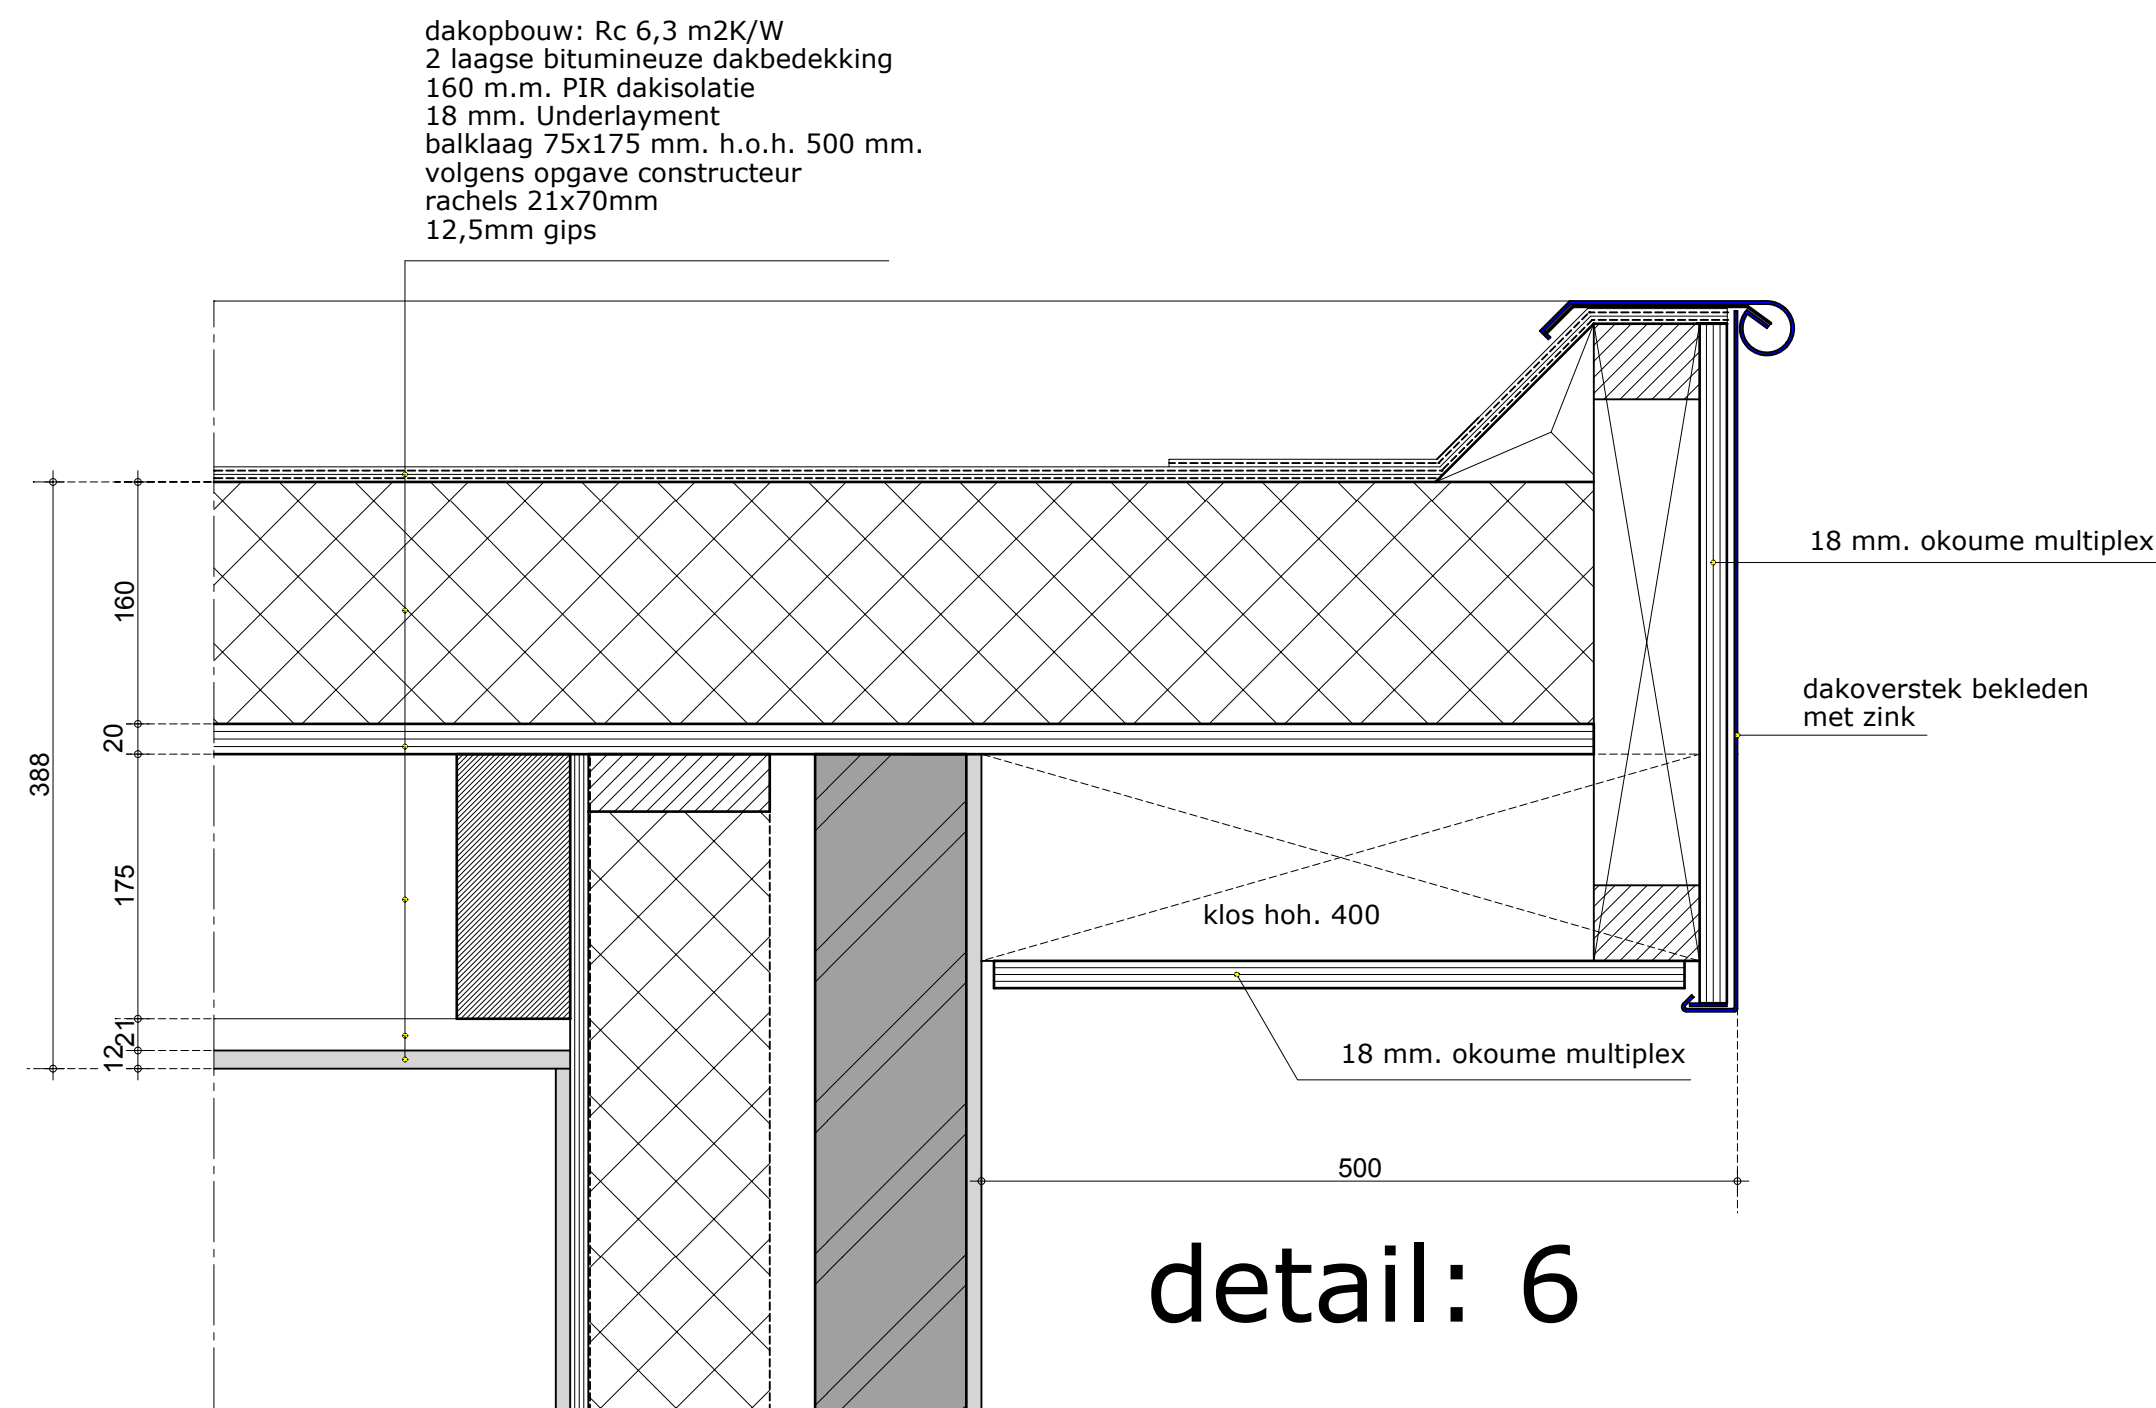 dakopbouw: Rc 6,3 m2K/W
2 laagse bitumineuze dakbedekking
160 m.m. PIR dakisolatie
18 mm. Underlayment
balklaag 75x175 mm. h.o.h. 500 mm.
volgens opgave constructeur
rachels 21x70mm
12,5mm gips
18 mm. okoume multiplex
160
dakoverstek bekleden
met zink
20
388
175
klos hoh. 400
21
12
18 mm. okoume multiplex
500
detail: 6